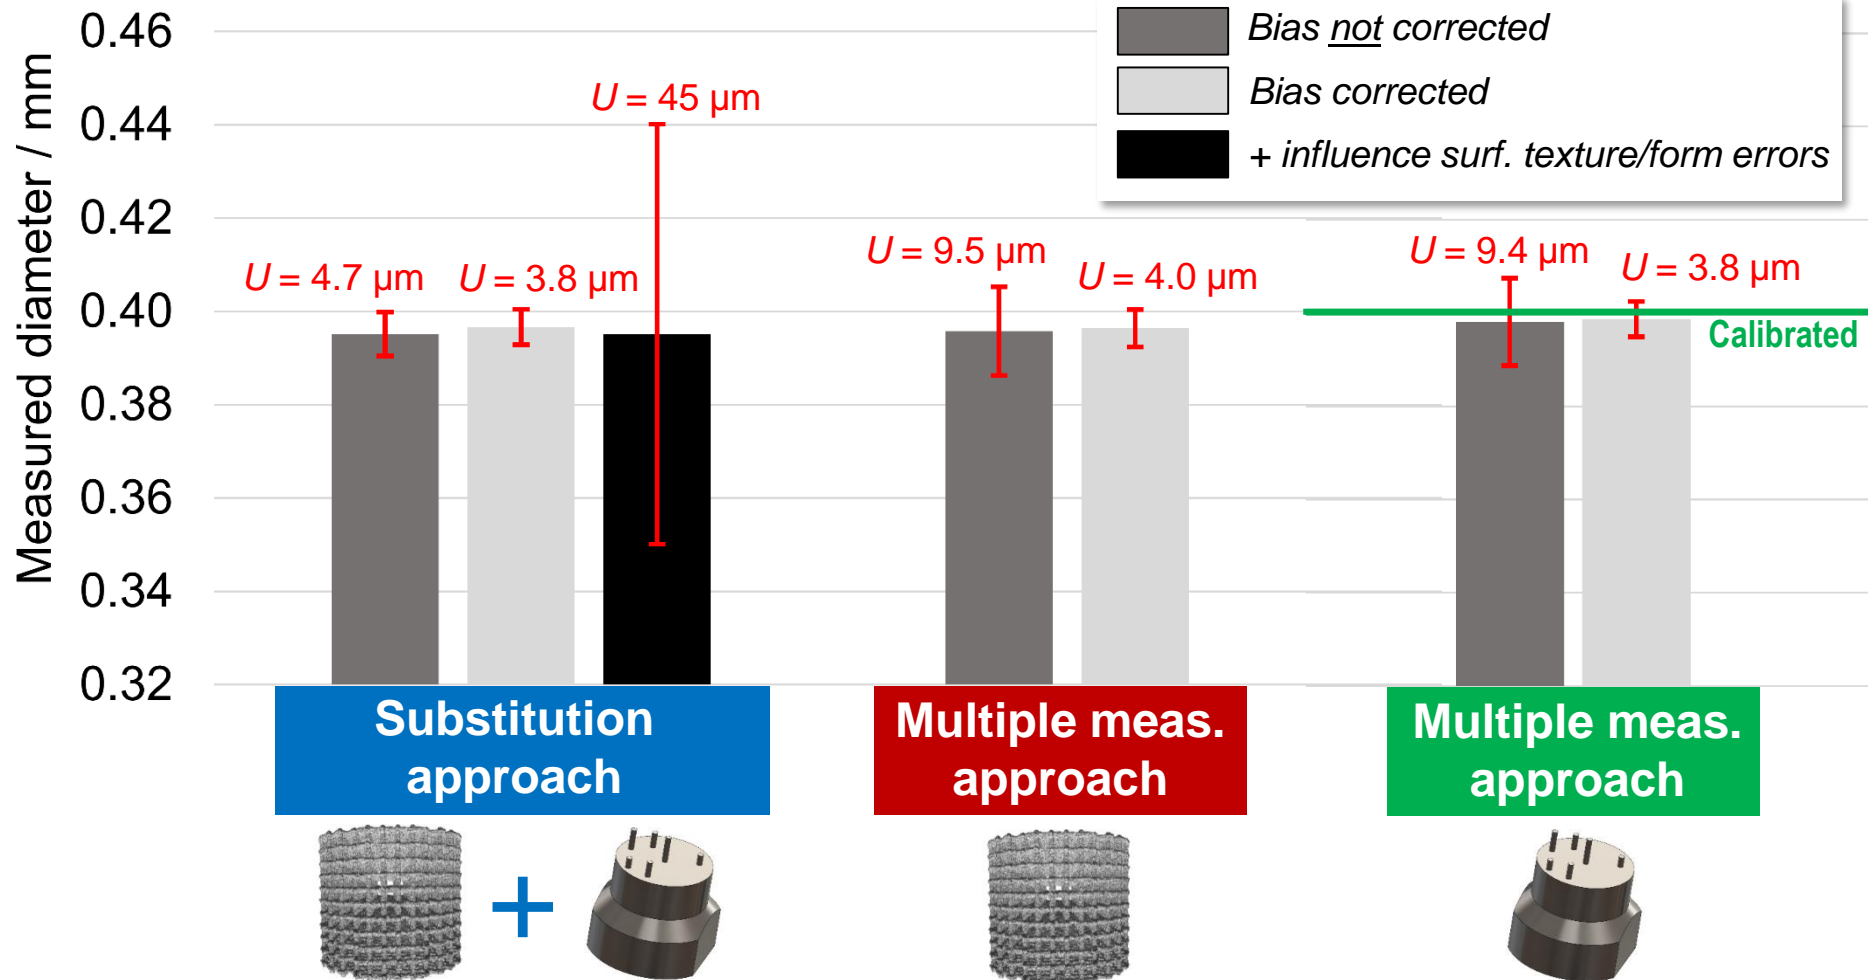 Measured diameter / mm
0.46
0.44
0.42
0.40
0.38
0.36
0.34
0.32
Bias not corrected
Bias corrected
+ influence surf. texture/form errors
U = 4.7 µm
U = 3.8 µm
U = 45 µm
U = 9.5 µm
U = 4.0 µm
U = 9.4 µm
U = 3.8 µm
Calibrated
Substitution
approach
Multiple meas.
approach
Multiple meas.
approach
+